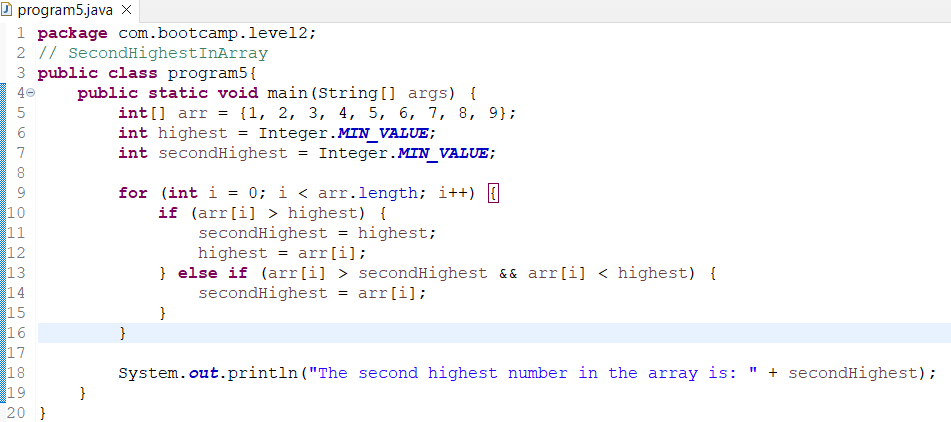 program5.java
1 package com.bootcamp.level2;
2 // SecondHighestInArray
3 public class program5{
4 public static void main(String[] args) {
5 int[] arr = {1, 2, 3, 4, 5, 6, 7, 8, 9};
6 int highest = Integer.MIN_VALUE;
7 int secondHighest = Integer.MIN_VALUE;
8
9 for (int i = 0; i < arr.length; i++) {
10 if (arr[i] > highest) {
11 secondHighest = highest;
12 highest = arr[i];
13 } else if (arr[i] > secondHighest && arr[i] < highest) {
14 secondHighest = arr[i];
15 }
16 }
17
18 System.out.println("The second highest number in the array is: " + secondHighest);
19 }
20 }